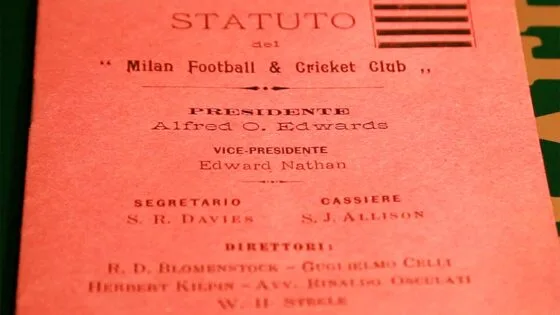 STATUTO
del
“ Milan Football & Cricket Club „
PRESIDENTE
Alfred O. Edwards
VICE-PRESIDENTE
Edward Nathan
SEGRETARIO CASSIERE
S. R. DAVIES S. J. ALLISON
DIRETTORI:
R. D. BLOMENSTOCK – GUGLIELMO CELLI
HERBERT KILPIN – AVV. RINALDO OSCULATI
W. H STEELE